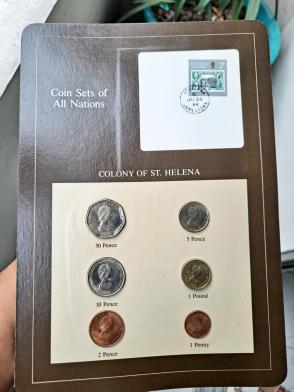 Coin Sets of
All Nations
COLONY OF ST. HELENA
50 Pence
5 Pence
10 Pence
1 Pound
2 Pence
1 Penny